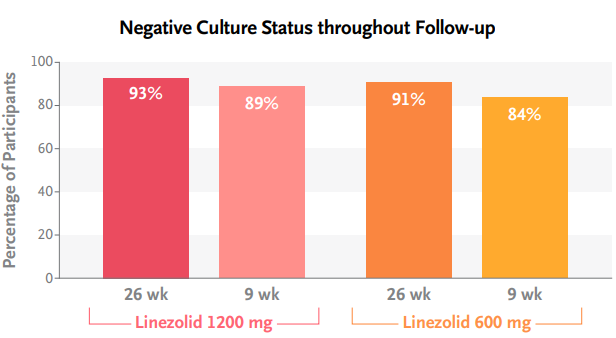 Negative Culture Status throughout Follow-up
Percentage of Participants
100
80
60
40
20
0
93%
89%
91%
84%
26 wk
9 wk
26 wk
9 wk
Linezolid 1200 mg
Linezolid 600 mg